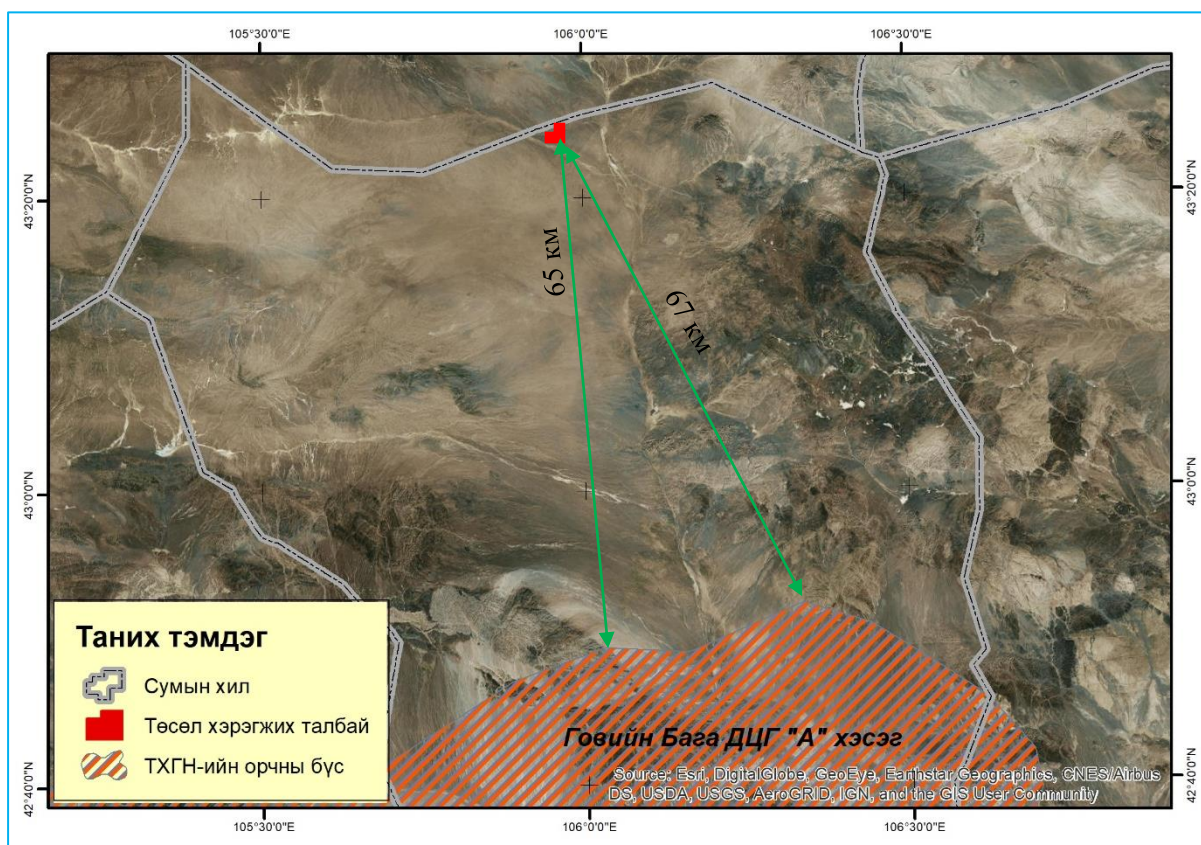 105°30'0"E
106°0'0"E
106°30'0"E
43°20'0"N
43°20'0"N
65 км
67 км
43°0'0"N
43°0'0"N
Таних тэмдэг
Сумын хил
Төсөл хэрэгжих талбай
ТХГН-ийн орчны бүс
Говийн Бага ДЦГ "А" хэсэг
Source: Esri, DigitalGlobe, GeoEye, Earthstar Geographics, CNES/Airbus
DS, USDA, USGS, AeroGRID, IGN, and the GIS User Community
42°40'0"N
42°40'0"N
105°30'0"E
106°0'0"E
106°30'0"E